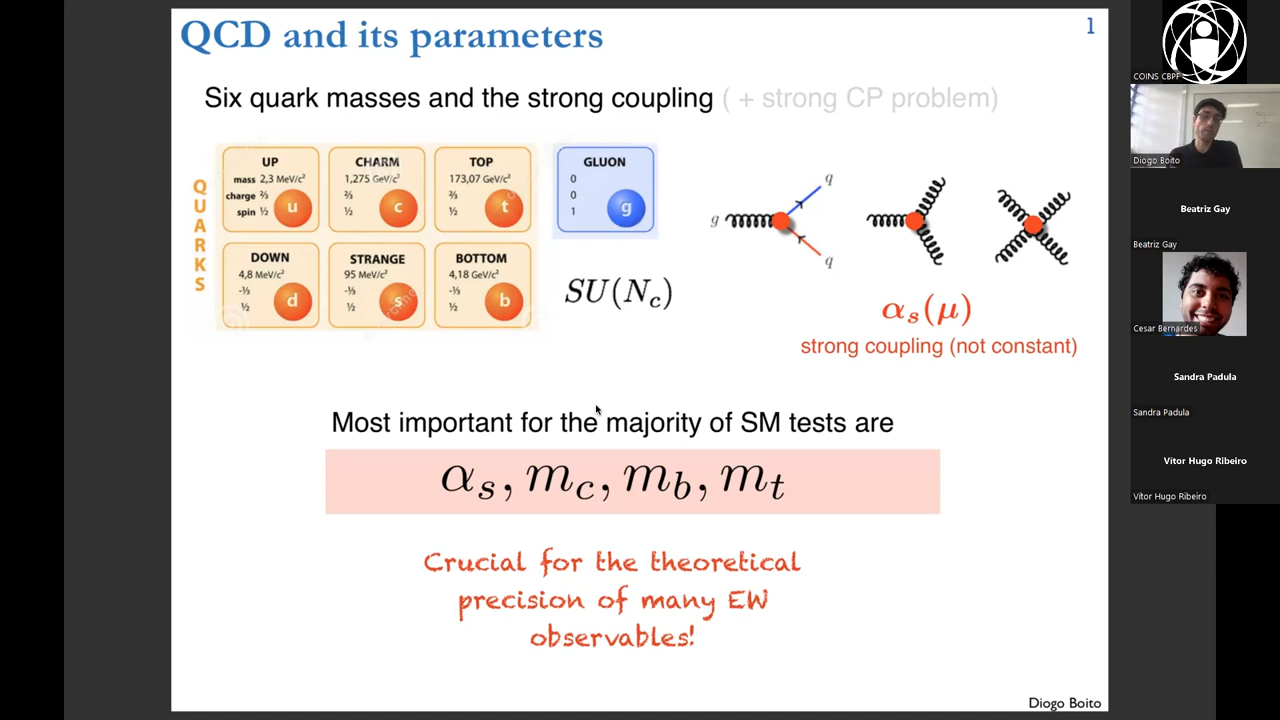 QCD and its parameters
1
Six quark masses and the strong coupling ( + strong CP problem)
QUARKS
UP
mass 2,3 MeV/c²
charge ⅔
spin ½
u
CHARM
1,275 GeV/c²
⅔
½
c
TOP
173,07 GeV/c²
⅔
½
t
GLUON
0
0
1
g
DOWN
4,8 MeV/c²
-⅓
½
d
STRANGE
95 MeV/c²
-⅓
½
s
BOTTOM
4,18 GeV/c²
-⅓
½
b
SU(N_c)
g
q
q
α_s(μ)
strong coupling (not constant)
Most important for the majority of SM tests are
α_s, m_c, m_b, m_t
Crucial for the theoretical
precision of many EW
observables!
Diogo Boito
COINS CBPF
Diogo Boito
Beatriz Gay
Beatriz Gay
Cesar Bernardes
Sandra Padula
Sandra Padula
Vítor Hugo Ribeiro
Vítor Hugo Ribeiro